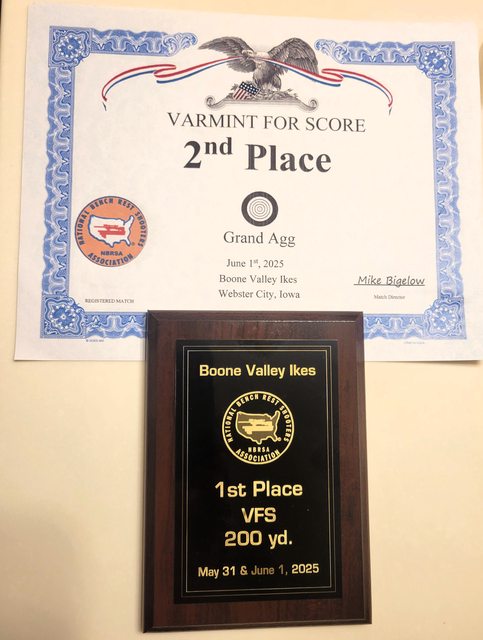 VARMINT FOR SCORE
2nd Place
Grand Agg
June 1st, 2025
Boone Valley Ikes
Webster City, Iowa
NATIONAL BENCH REST SHOOTERS
NBRSA
ASSOCIATION
REGISTERED MATCH
Mike Bigelow
Match Director
Boone Valley Ikes
NATIONAL BENCH REST SHOOTERS
NBRSA
ASSOCIATION
1st Place
VFS
200 yd.
May 31 & June 1, 2025